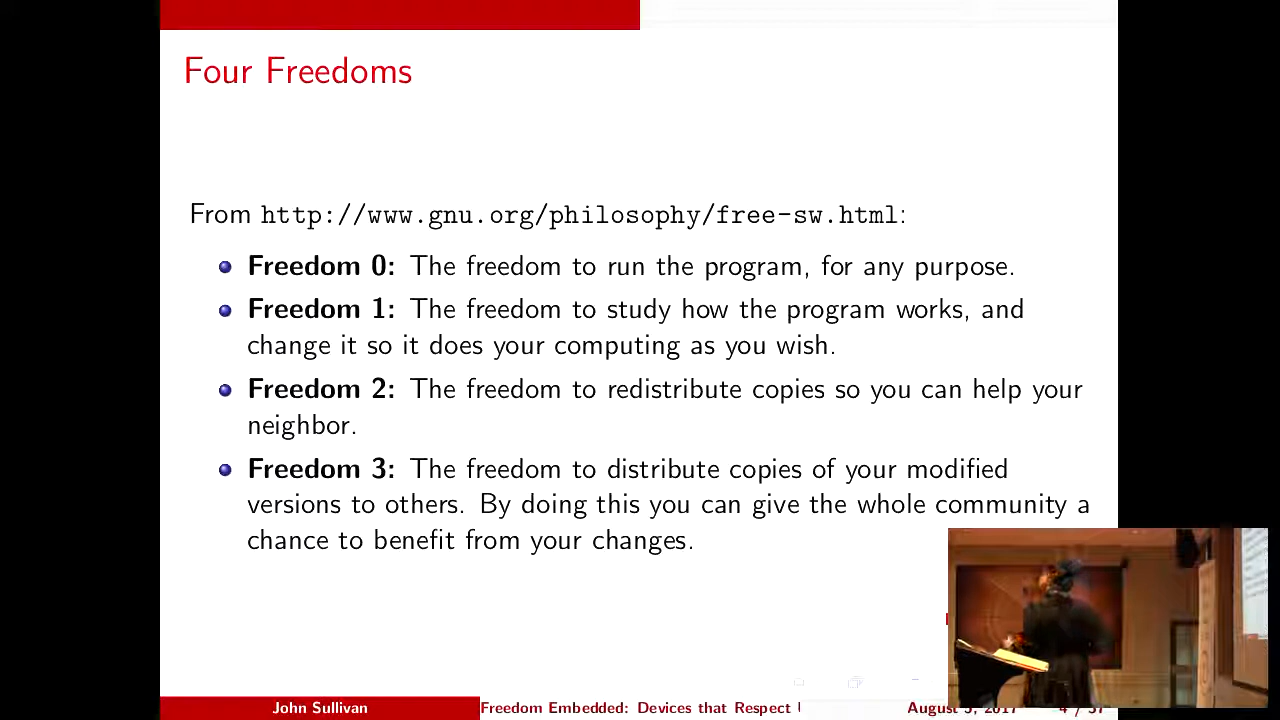 Four Freedoms
From http://www.gnu.org/philosophy/free-sw.html:
Freedom 0: The freedom to run the program, for any purpose.
Freedom 1: The freedom to study how the program works, and
change it so it does your computing as you wish.
Freedom 2: The freedom to redistribute copies so you can help your
neighbor.
Freedom 3: The freedom to distribute copies of your modified
versions to others. By doing this you can give the whole community a
chance to benefit from your changes.
John Sullivan
Freedom Embedded: Devices that Respect
August 5, 2017